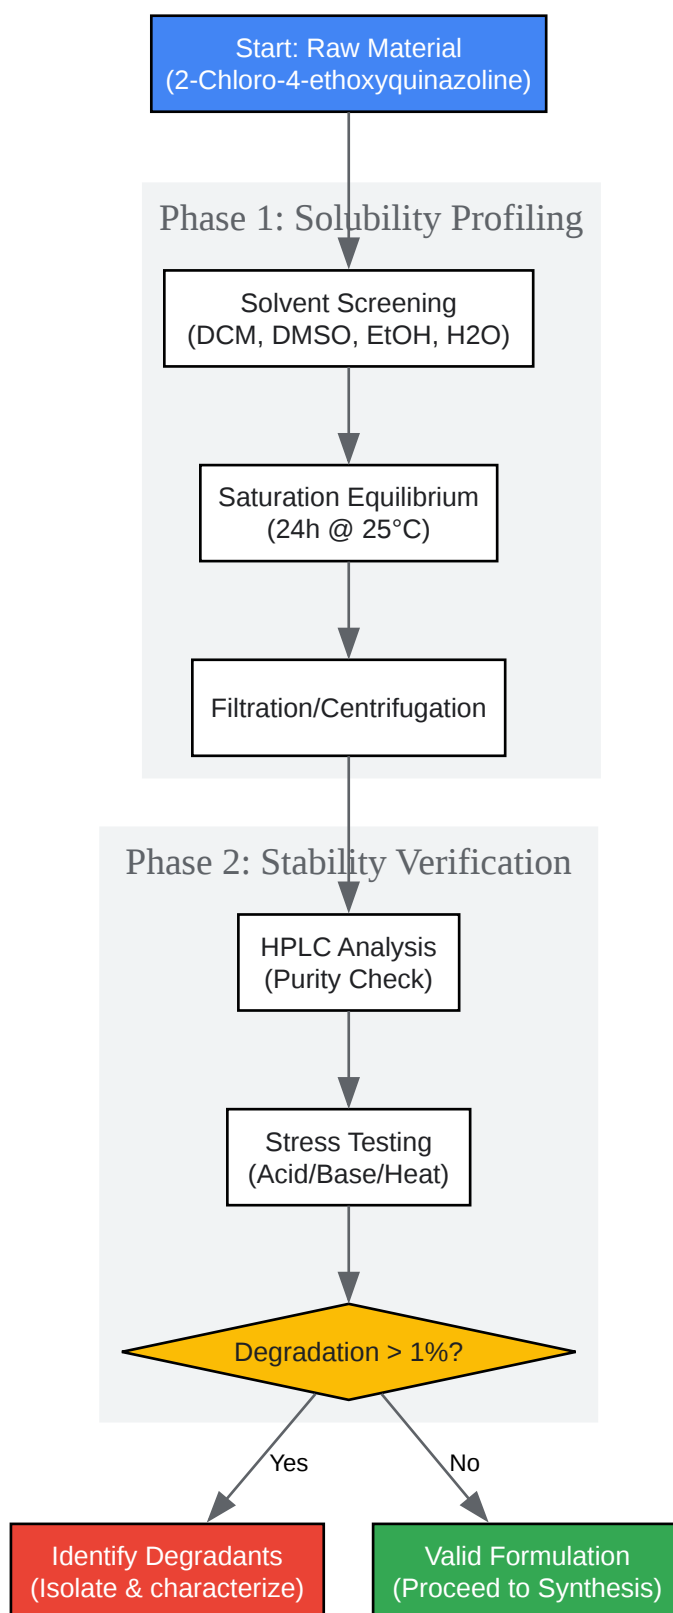 Start: Raw Material
(2-Chloro-4-ethoxyquinazoline)
Phase 1: Solubility Profiling
Solvent Screening
(DCM, DMSO, EtOH, H2O)
Saturation Equilibrium
(24h @ 25°C)
Filtration/Centrifugation
Phase 2: Stability Verification
HPLC Analysis
(Purity Check)
Stress Testing
(Acid/Base/Heat)
Degradation > 1%?
Yes
No
Identify Degradants
(Isolate & characterize)
Valid Formulation
(Proceed to Synthesis)